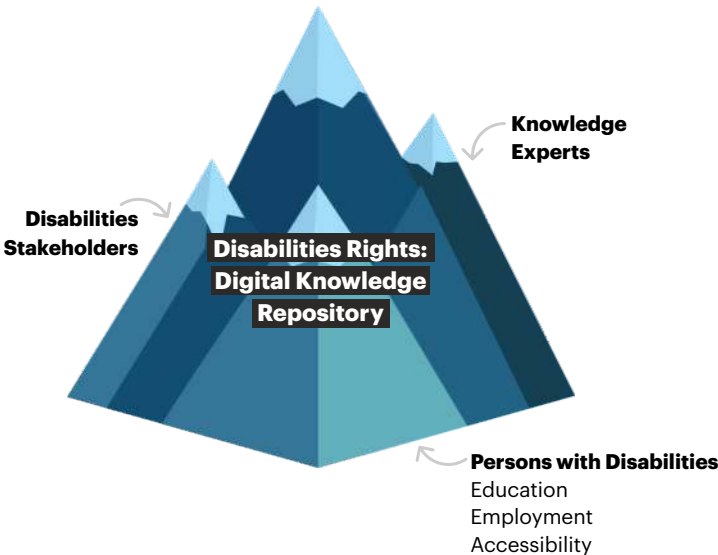 Knowledge
Experts
Disabilities
Stakeholders
Disabilities Rights:
Digital Knowledge
Repository
Persons with Disabilities
Education
Employment
Accessibility